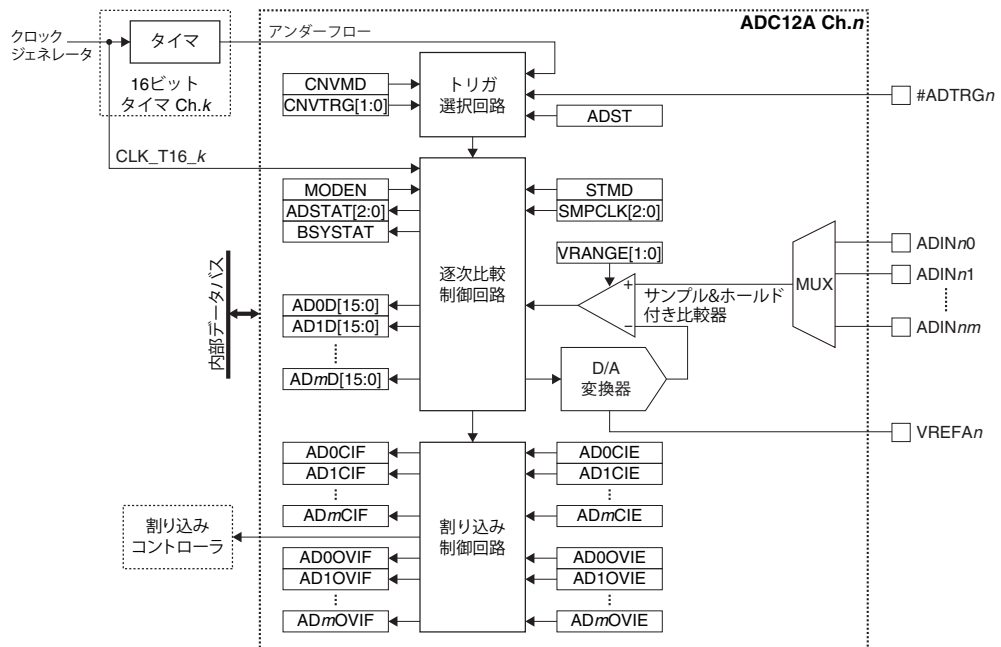 ADC12A Ch.n
クロック
ジェネレータ
タイマ
アンダーフロー
16ビット
タイマ Ch.k
CNVMD
CNVTRG[1:0]
トリガ
選択回路
ADST
#ADTRGn
CLK_T16_k
MODEN
ADSTAT[2:0]
BSYSTAT
STMD
SMPCLK[2:0]
VRANGE[1:0]
逐次比較
制御回路
+
−
サンプル&ホールド
付き比較器
MUX
ADINn0
ADINn1
ADINnm
内部データバス
AD0D[15:0]
AD1D[15:0]
ADmD[15:0]
D/A
変換器
VREFAn
AD0CIF
AD1CIF
ADmCIF
AD0OVIF
AD1OVIF
ADmOVIF
割り込み
制御回路
AD0CIE
AD1CIE
ADmCIE
AD0OVIE
AD1OVIE
ADmOVIE
割り込み
コントローラ